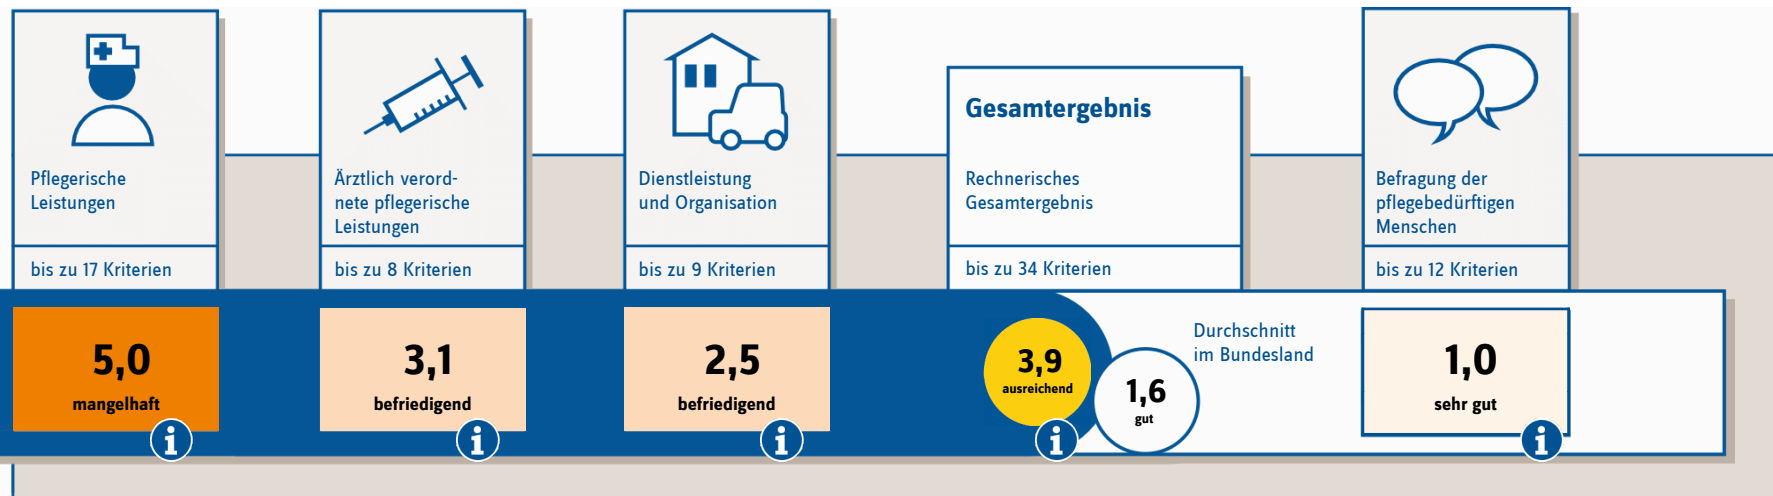 Pflegerische
Leistungen
bis zu 17 Kriterien
5,0
mangelhaft
i
Ärztlich verord-
nete pflegerische
Leistungen
bis zu 8 Kriterien
3,1
befriedigend
i
Dienstleistung
und Organisation
bis zu 9 Kriterien
2,5
befriedigend
i
Gesamtergebnis
Rechnerisches
Gesamtergebnis
bis zu 34 Kriterien
3,9
ausreichend
i
1,6
gut
Durchschnitt
im Bundesland
Befragung der
pflegebedürftigen
Menschen
bis zu 12 Kriterien
1,0
sehr gut
i